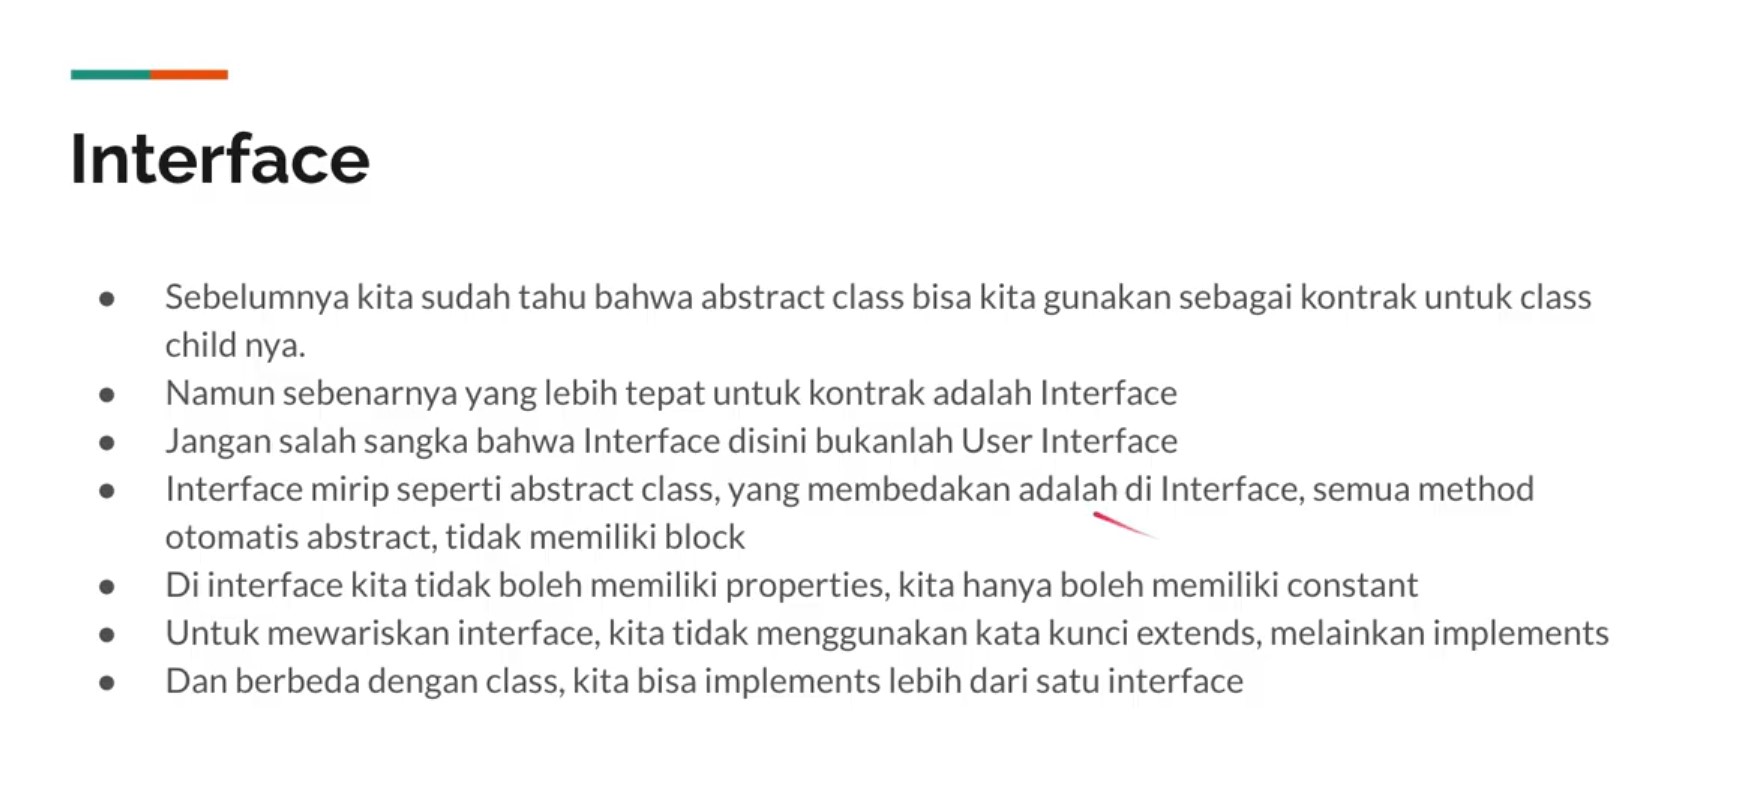 Interface
● Sebelumnya kita sudah tahu bahwa abstract class bisa kita gunakan sebagai kontrak untuk class
child nya.
● Namun sebenarnya yang lebih tepat untuk kontrak adalah Interface
● Jangan salah sangka bahwa Interface disini bukanlah User Interface
● Interface mirip seperti abstract class, yang membedakan adalah di Interface, semua method
otomatis abstract, tidak memiliki block
● Di interface kita tidak boleh memiliki properties, kita hanya boleh memiliki constant
● Untuk mewariskan interface, kita tidak menggunakan kata kunci extends, melainkan implements
● Dan berbeda dengan class, kita bisa implements lebih dari satu interface